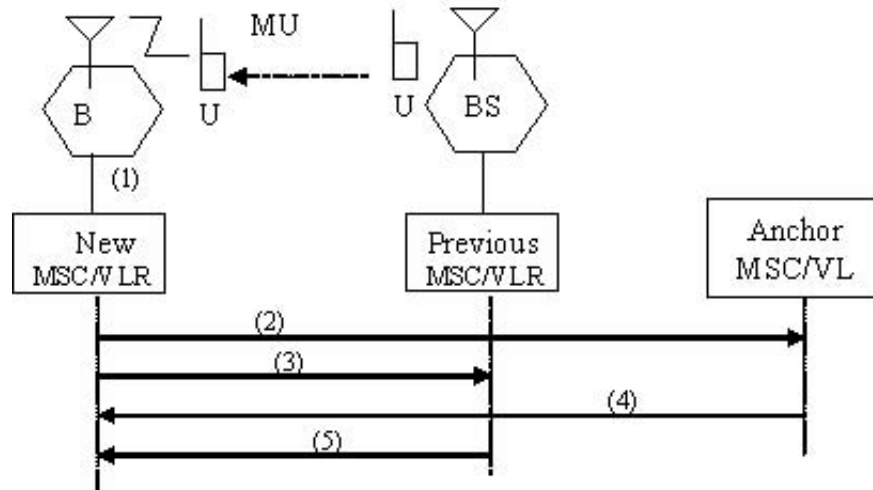 MU
B
U
U
BS
(1)
New
MSC/VLR
Previous
MSC/VLR
Anchor
MSC/VL
(2)
(3)
(4)
(5)